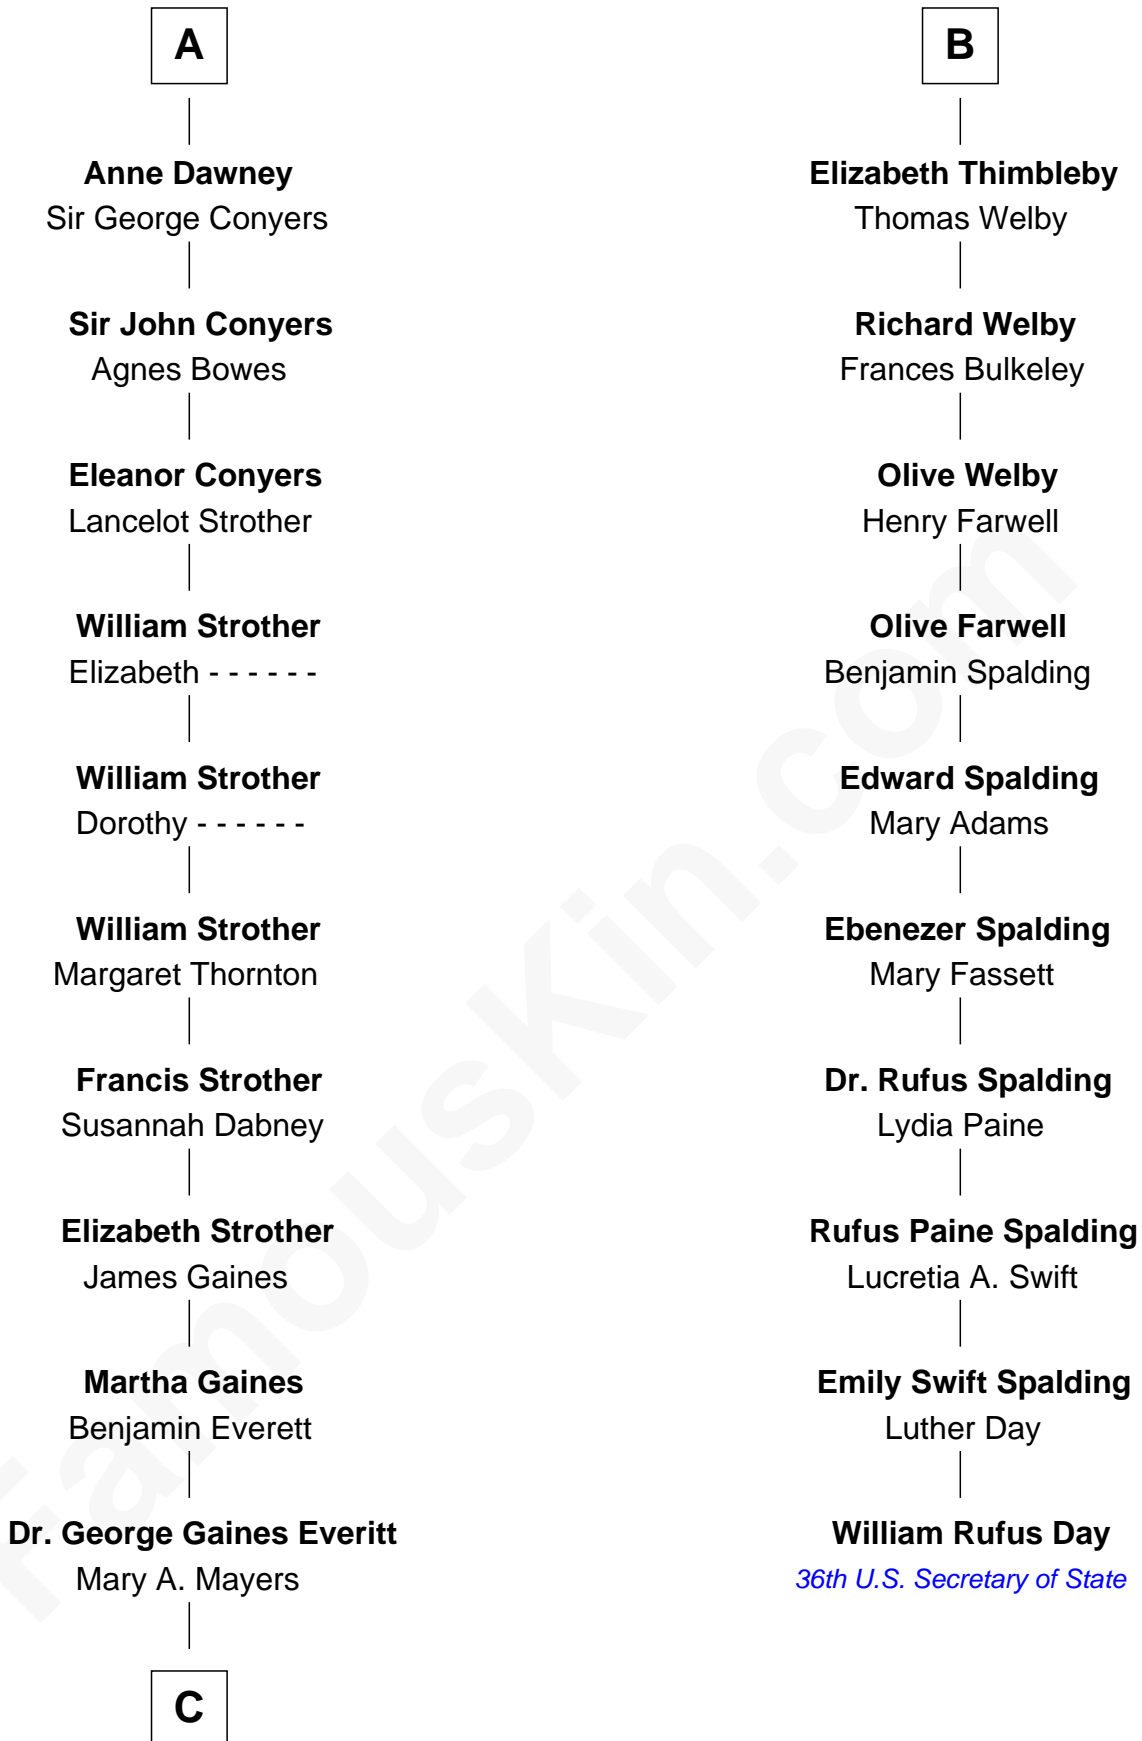 A
Anne Dawney
Sir George Conyers
Sir John Conyers
Agnes Bowes
Eleanor Conyers
Lancelot Strother
William Strother
Elizabeth - - - - - -
William Strother
Dorothy - - - - - -
William Strother
Margaret Thornton
Francis Strother
Susannah Dabney
Elizabeth Strother
James Gaines
Martha Gaines
Benjamin Everett
Dr. George Gaines Everitt
Mary A. Mayers
C
B
Elizabeth Thimbleby
Thomas Welby
Richard Welby
Frances Bulkeley
Olive Welby
Henry Farwell
Olive Farwell
Benjamin Spalding
Edward Spalding
Mary Adams
Ebenezer Spalding
Mary Fassett
Dr. Rufus Spalding
Lydia Paine
Rufus Paine Spalding
Lucretia A. Swift
Emily Swift Spalding
Luther Day
William Rufus Day
36th U.S. Secretary of State
FamousKin.com